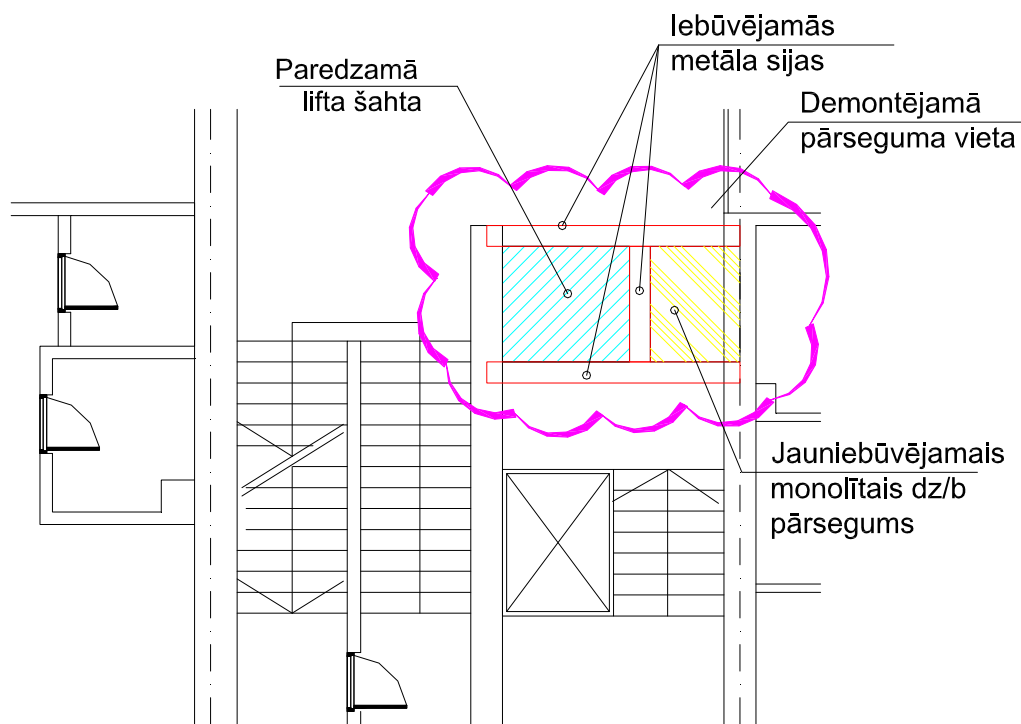 Iebūvējamās
metāla sijas
Paredzamā
lifta šahta
Demontējamā
pārseguma vieta
Jauniebūvējamais
monolītais dz/b
pārsegums